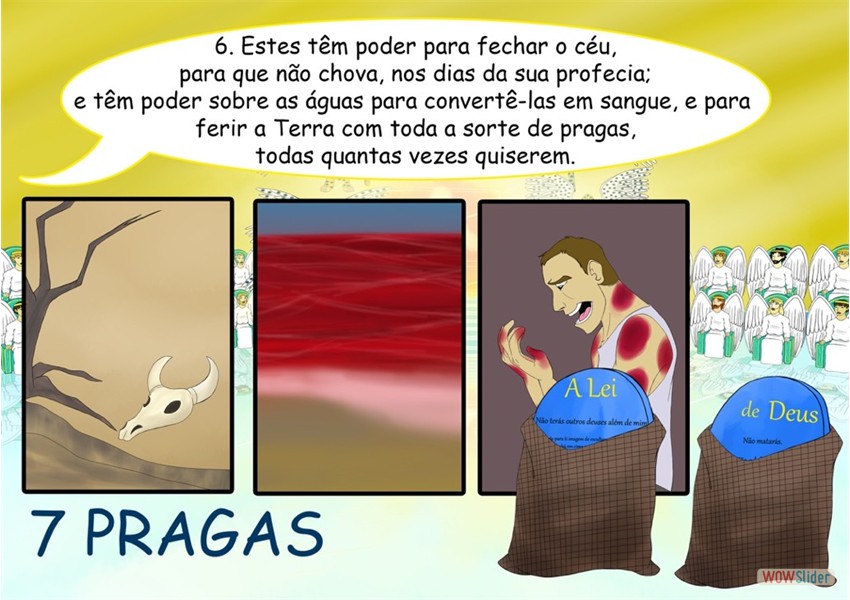 6. Estes têm poder para fechar o céu,
para que não chova, nos dias da sua profecia;
e têm poder sobre as águas para convertê-las em sangue, e para
ferir a Terra com toda a sorte de pragas,
todas quantas vezes quiserem.
A Lei
Não terás outros deuses além de mim
de Deus
Não matarás.
7 PRAGAS
WOWSlider